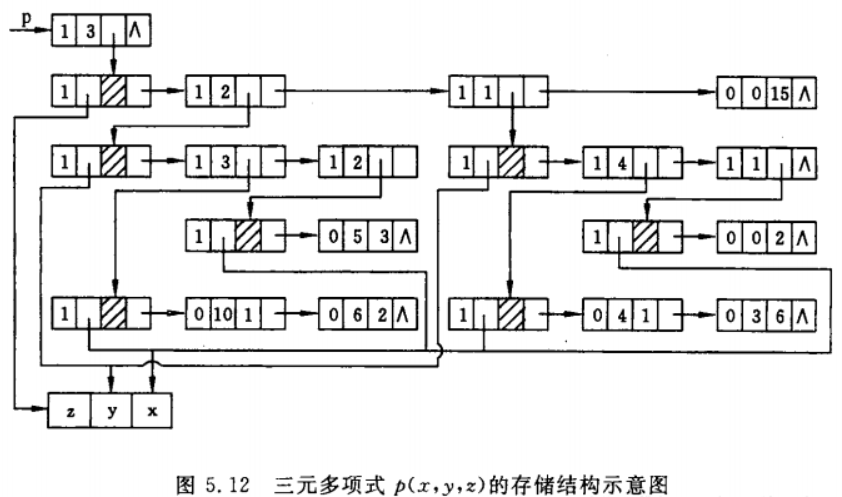 p
1 3 ∧
1 1 2 1 1 0 0 15 ∧
1 1 3 1 2 1 1 4 1 1 ∧
1 0 5 3 ∧ 1 0 0 2 ∧
1 0 10 1 0 6 2 ∧ 1 0 4 1 0 3 6 ∧
z y x
图 5.12 三元多项式 p(x,y,z)的存储结构示意图